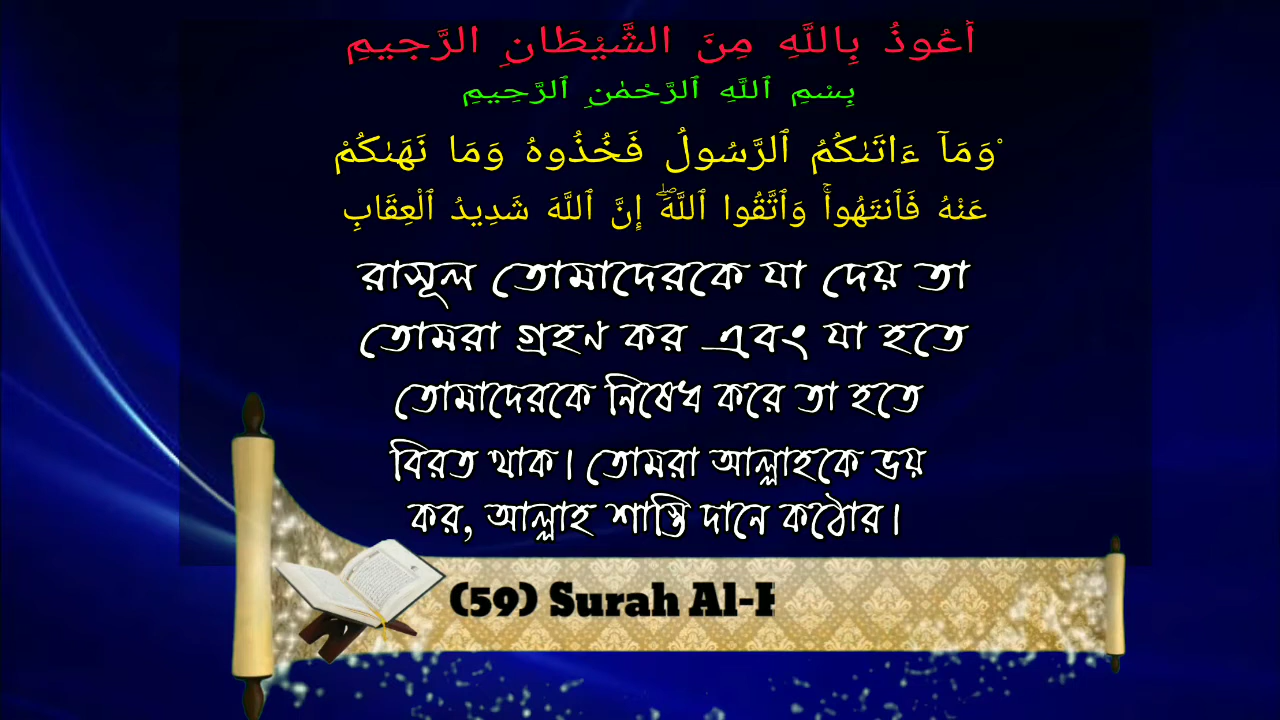 أَعُوذُ بِاللَّهِ مِنَ الشَّيْطَانِ الرَّجيمِ
بِسْمِ ٱللَّهِ ٱلرَّحْمَٰنِ ٱلرَّحِيمِ
ْوَمَآ ءَاتَىٰكُمُ ٱلرَّسُولُ فَخُذُوهُ وَمَا نَهَىٰكُمْ
عَنْهُ فَٱنتَهُوا۟ۚ وَٱتَّقُوا ٱللَّهَۖ إِنَّ ٱللَّهَ شَدِيدُ ٱلْعِقَابِ
রাসূল তোমাদেরকে যা দেয় তা
তোমরা গ্রহণ কর এবং যা হতে
তোমাদেরকে নিষেধ করে তা হতে
বিরত থাক। তোমরা আল্লাহকে ভয়
কর, আল্লাহ শাস্তি দানে কঠোর।
(59) Surah Al-